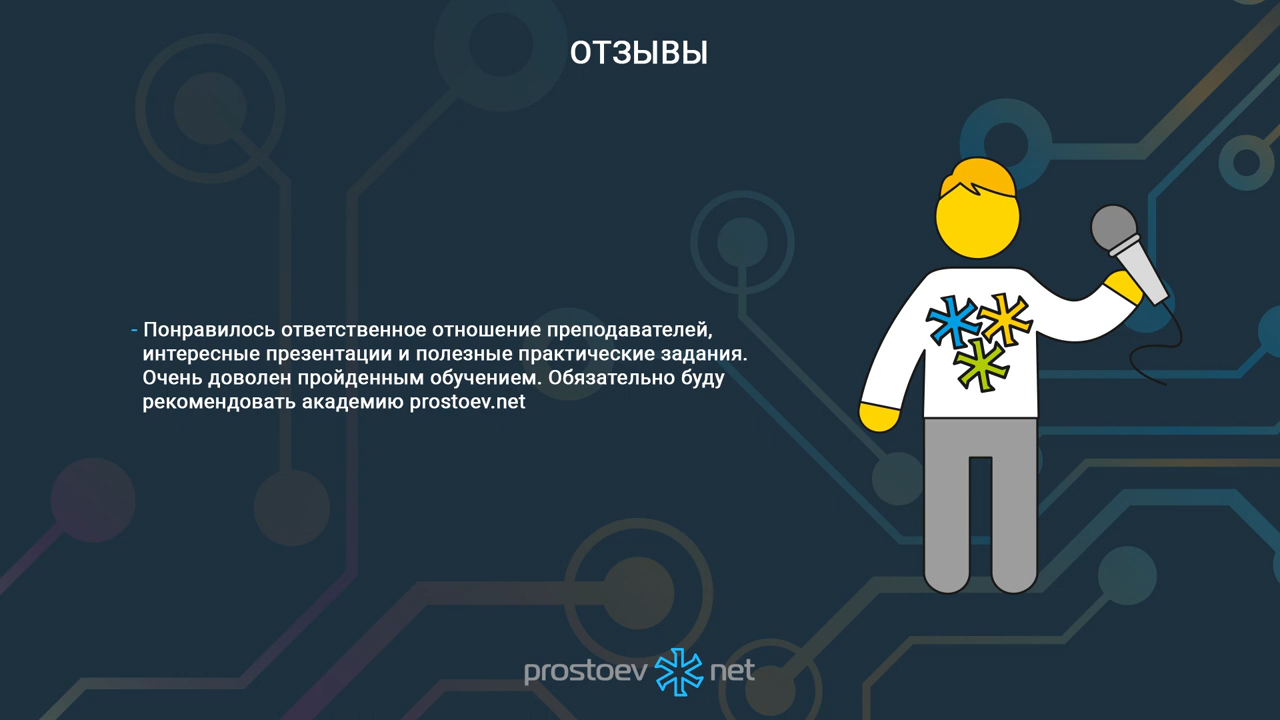 ОТЗЫВЫ
- Понравилось ответственное отношение преподавателей,
интересные презентации и полезные практические задания.
Очень доволен пройденным обучением. Обязательно буду
рекомендовать академию prostoev.net
prostoev net